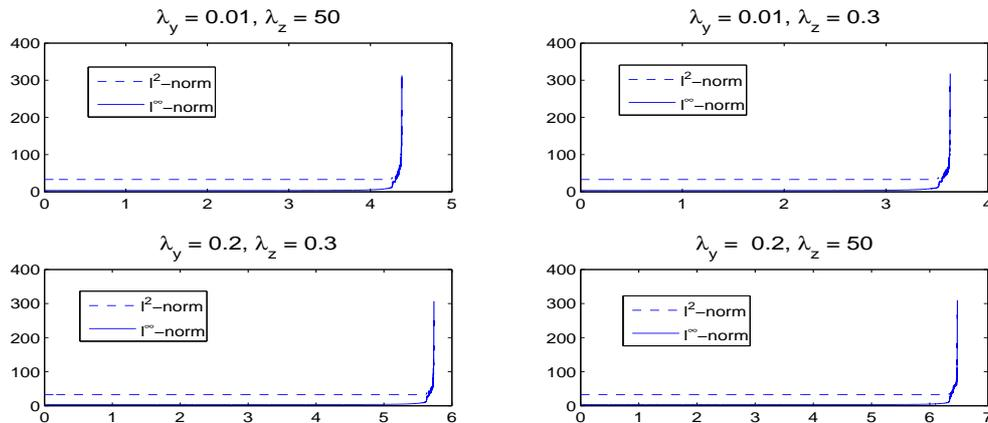 λy = 0.01, λz = 50
400
300
200
100
0
l²−norm
l∞−norm
0 1 2 3 4 5
λy = 0.01, λz = 0.3
400
300
200
100
0
l²−norm
l∞−norm
0 1 2 3 4
λy = 0.2, λz = 0.3
400
300
200
100
0
l²−norm
l∞−norm
0 1 2 3 4 5 6
λy = 0.2, λz = 50
400
300
200
100
0
l²−norm
l∞−norm
0 1 2 3 4 5 6 7